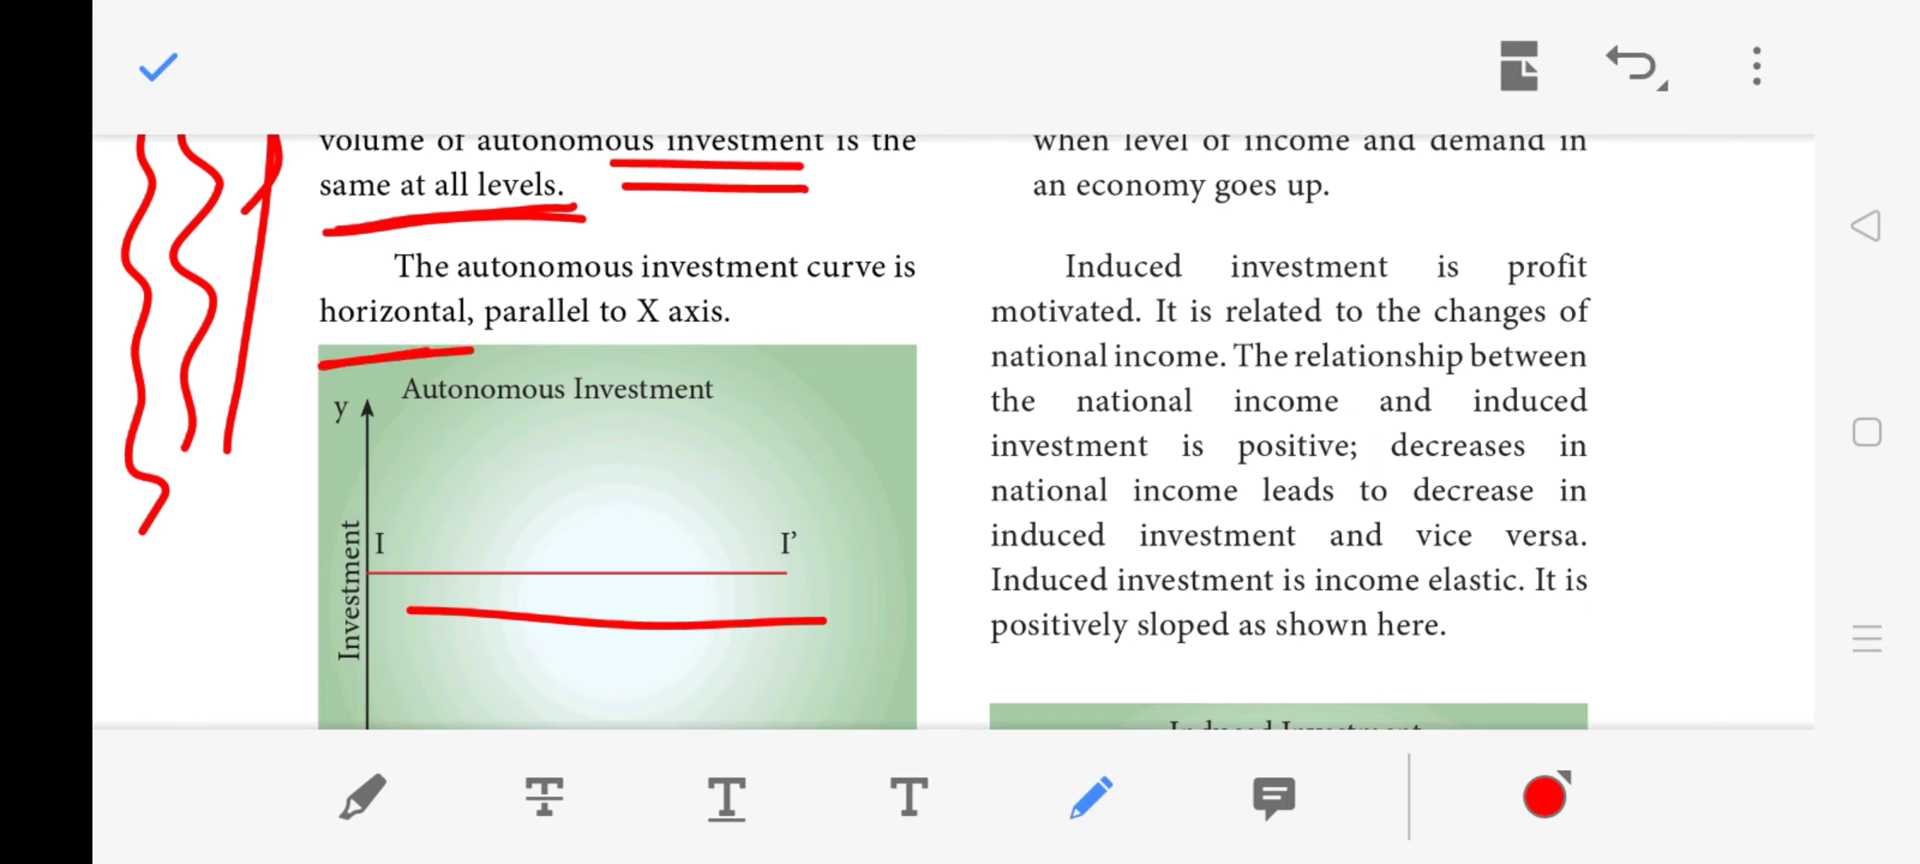 volume of autonomous investment is the
same at all levels.
The autonomous investment curve is
horizontal, parallel to X axis.
Autonomous Investment
y
I
I’
Investment
when level of income and demand in
an economy goes up.
Induced investment is profit
motivated. It is related to the changes of
national income. The relationship between
the national income and induced
investment is positive; decreases in
national income leads to decrease in
induced investment and vice versa.
Induced investment is income elastic. It is
positively sloped as shown here.
Induced Investment
T
T
T